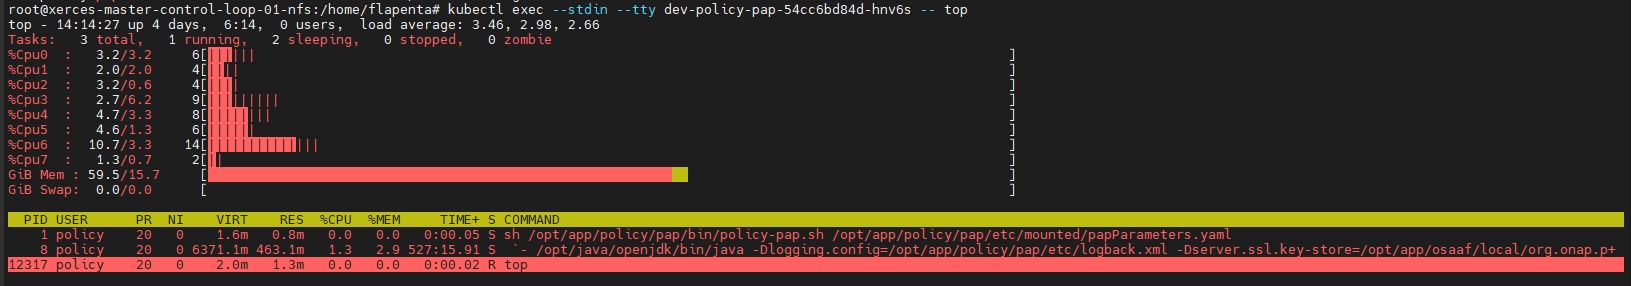 root@xerces-master-control-loop-01-nfs:/home/flapenta# kubectl exec --stdin --tty dev-policy-pap-54cc6bd84d-hnv6s -- top
top - 14:14:27 up 4 days,  6:14,  0 users,  load average: 3.46, 2.98, 2.66
Tasks:   3 total,   1 running,   2 sleeping,   0 stopped,   0 zombie
%Cpu0  :   3.2/3.2     6[||||||]
%Cpu1  :   2.0/2.0     4[||||]
%Cpu2  :   3.2/0.6     4[||||]
%Cpu3  :   2.7/6.2     9[|||||||||]
%Cpu4  :   4.7/3.3     8[||||||||]
%Cpu5  :   4.6/1.3     6[||||||]
%Cpu6  :  10.7/3.3    14[||||||||||||||]
%Cpu7  :   1.3/0.7     2[||]
GiB Mem : 59.5/15.7     [ ]
GiB Swap:  0.0/0.0      [ ]
PID USER      PR  NI    VIRT    RES  %CPU  %MEM     TIME+ S COMMAND
1 policy    20   0    1.6m   0.8m   0.0   0.0   0:00.05 S sh /opt/app/policy/pap/bin/policy-pap.sh /opt/app/policy/pap/etc/mounted/papParameters.yaml
8 policy    20   0 6371.1m 463.1m   1.3   2.9 527:15.91 S  `- /opt/java/openjdk/bin/java -Dlogging.config=/opt/app/policy/pap/etc/logback.xml -Dserver.ssl.key-store=/opt/app/osaaf/local/org.onap.p+
12317 policy    20   0    2.0m   1.3m   0.0   0.0   0:00.02 R top